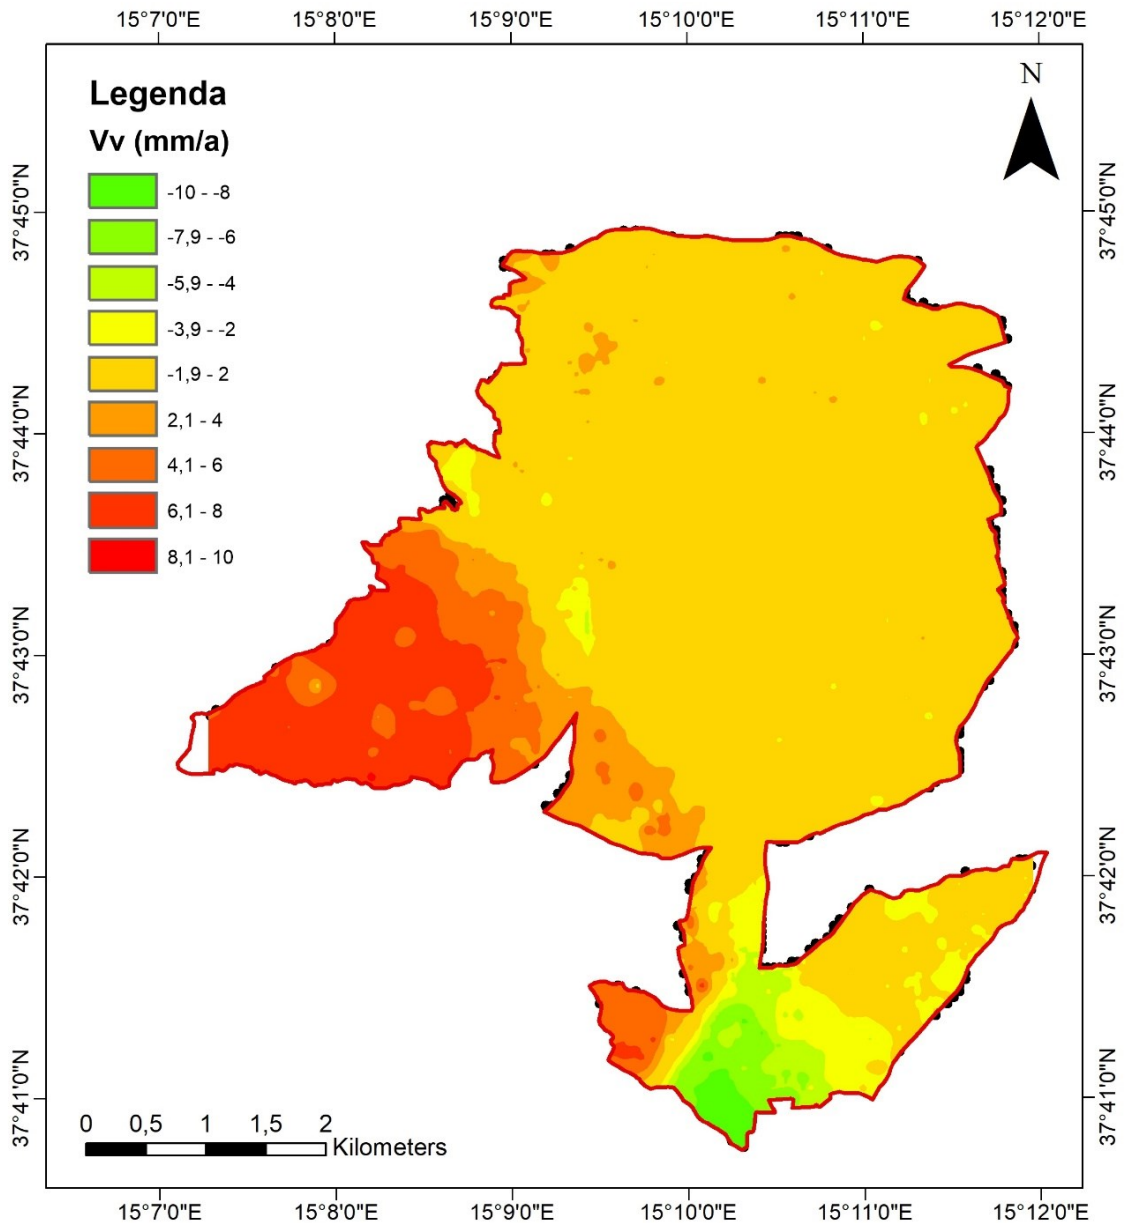 15°7'0"E 15°8'0"E 15°9'0"E 15°10'0"E 15°11'0"E 15°12'0"E
N
Legenda
Vv (mm/a)
-10 - -8
-7,9 - -6
-5,9 - -4
-3,9 - -2
-1,9 - 2
2,1 - 4
4,1 - 6
6,1 - 8
8,1 - 10
37°45'0"N 37°45'0"N
37°44'0"N 37°44'0"N
37°43'0"N 37°43'0"N
37°42'0"N 37°42'0"N
37°41'0"N 37°41'0"N
0 0,5 1 1,5 2
Kilometers
15°7'0"E 15°8'0"E 15°9'0"E 15°10'0"E 15°11'0"E 15°12'0"E